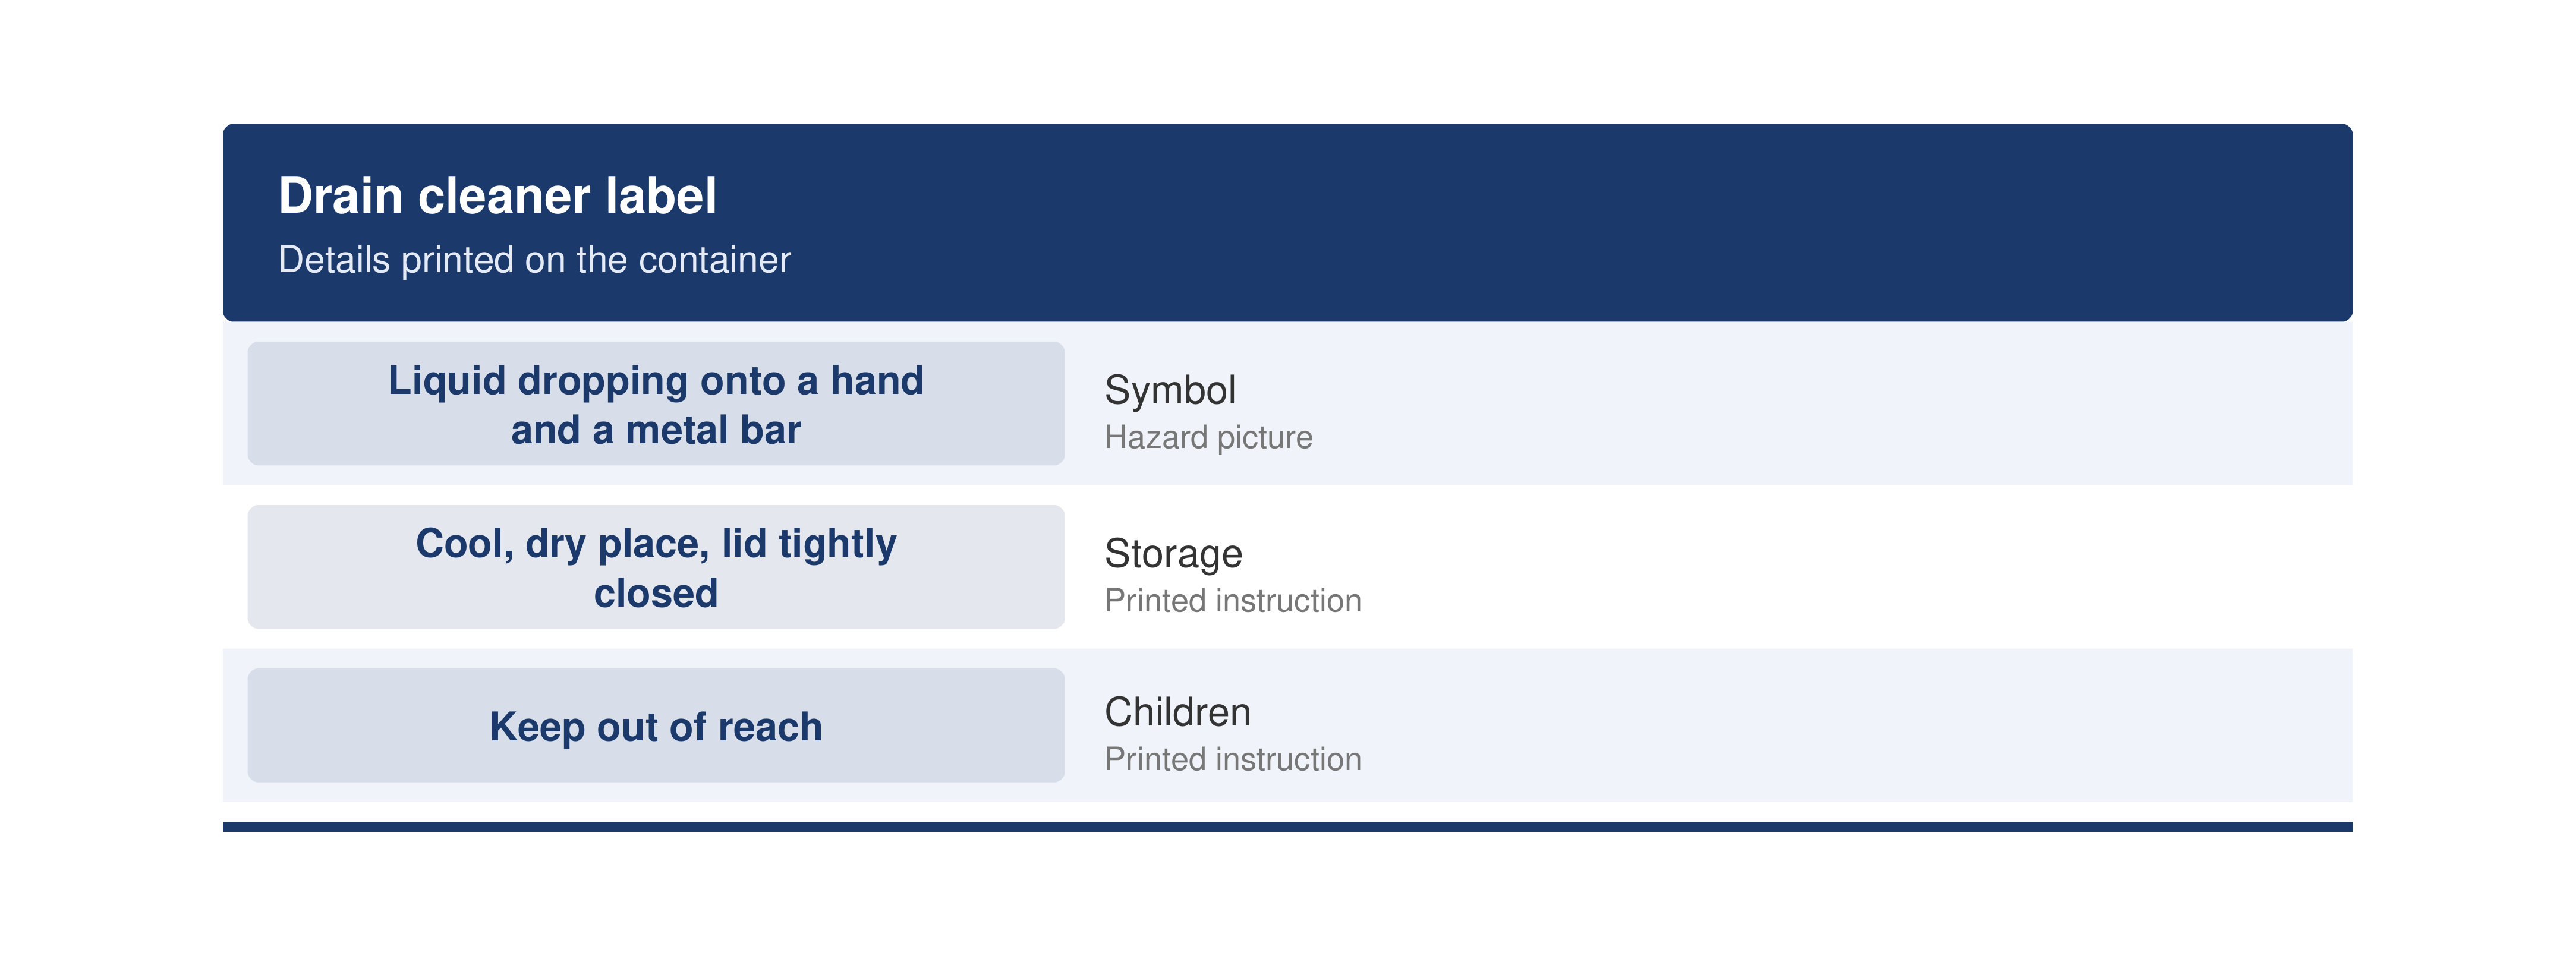 Drain cleaner label
Details printed on the container
Liquid dropping onto a hand
and a metal bar
Symbol
Hazard picture
Cool, dry place, lid tightly
closed
Storage
Printed instruction
Keep out of reach
Children
Printed instruction